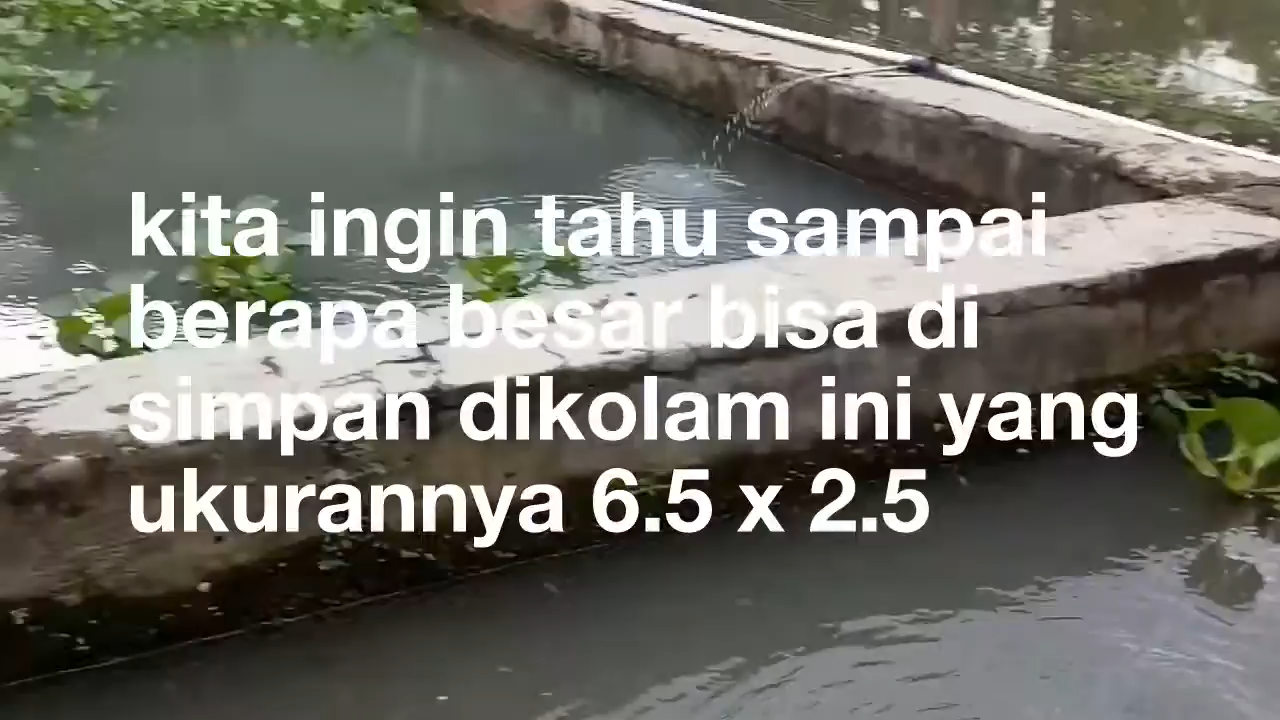 kita ingin tahu sampai
berapa besar bisa di
simpan dikolam ini yang
ukurannya 6.5 x 2.5